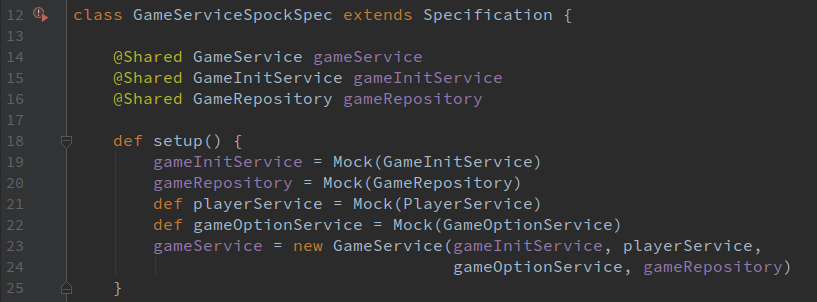 12 class GameServiceSpockSpec extends Specification {
13
14     @Shared GameService gameService
15     @Shared GameInitService gameInitService
16     @Shared GameRepository gameRepository
17
18     def setup() {
19         gameInitService = Mock(GameInitService)
20         gameRepository = Mock(GameRepository)
21         def playerService = Mock(PlayerService)
22         def gameOptionService = Mock(GameOptionService)
23         gameService = new GameService(gameInitService, playerService,
24                                       gameOptionService, gameRepository)
25     }